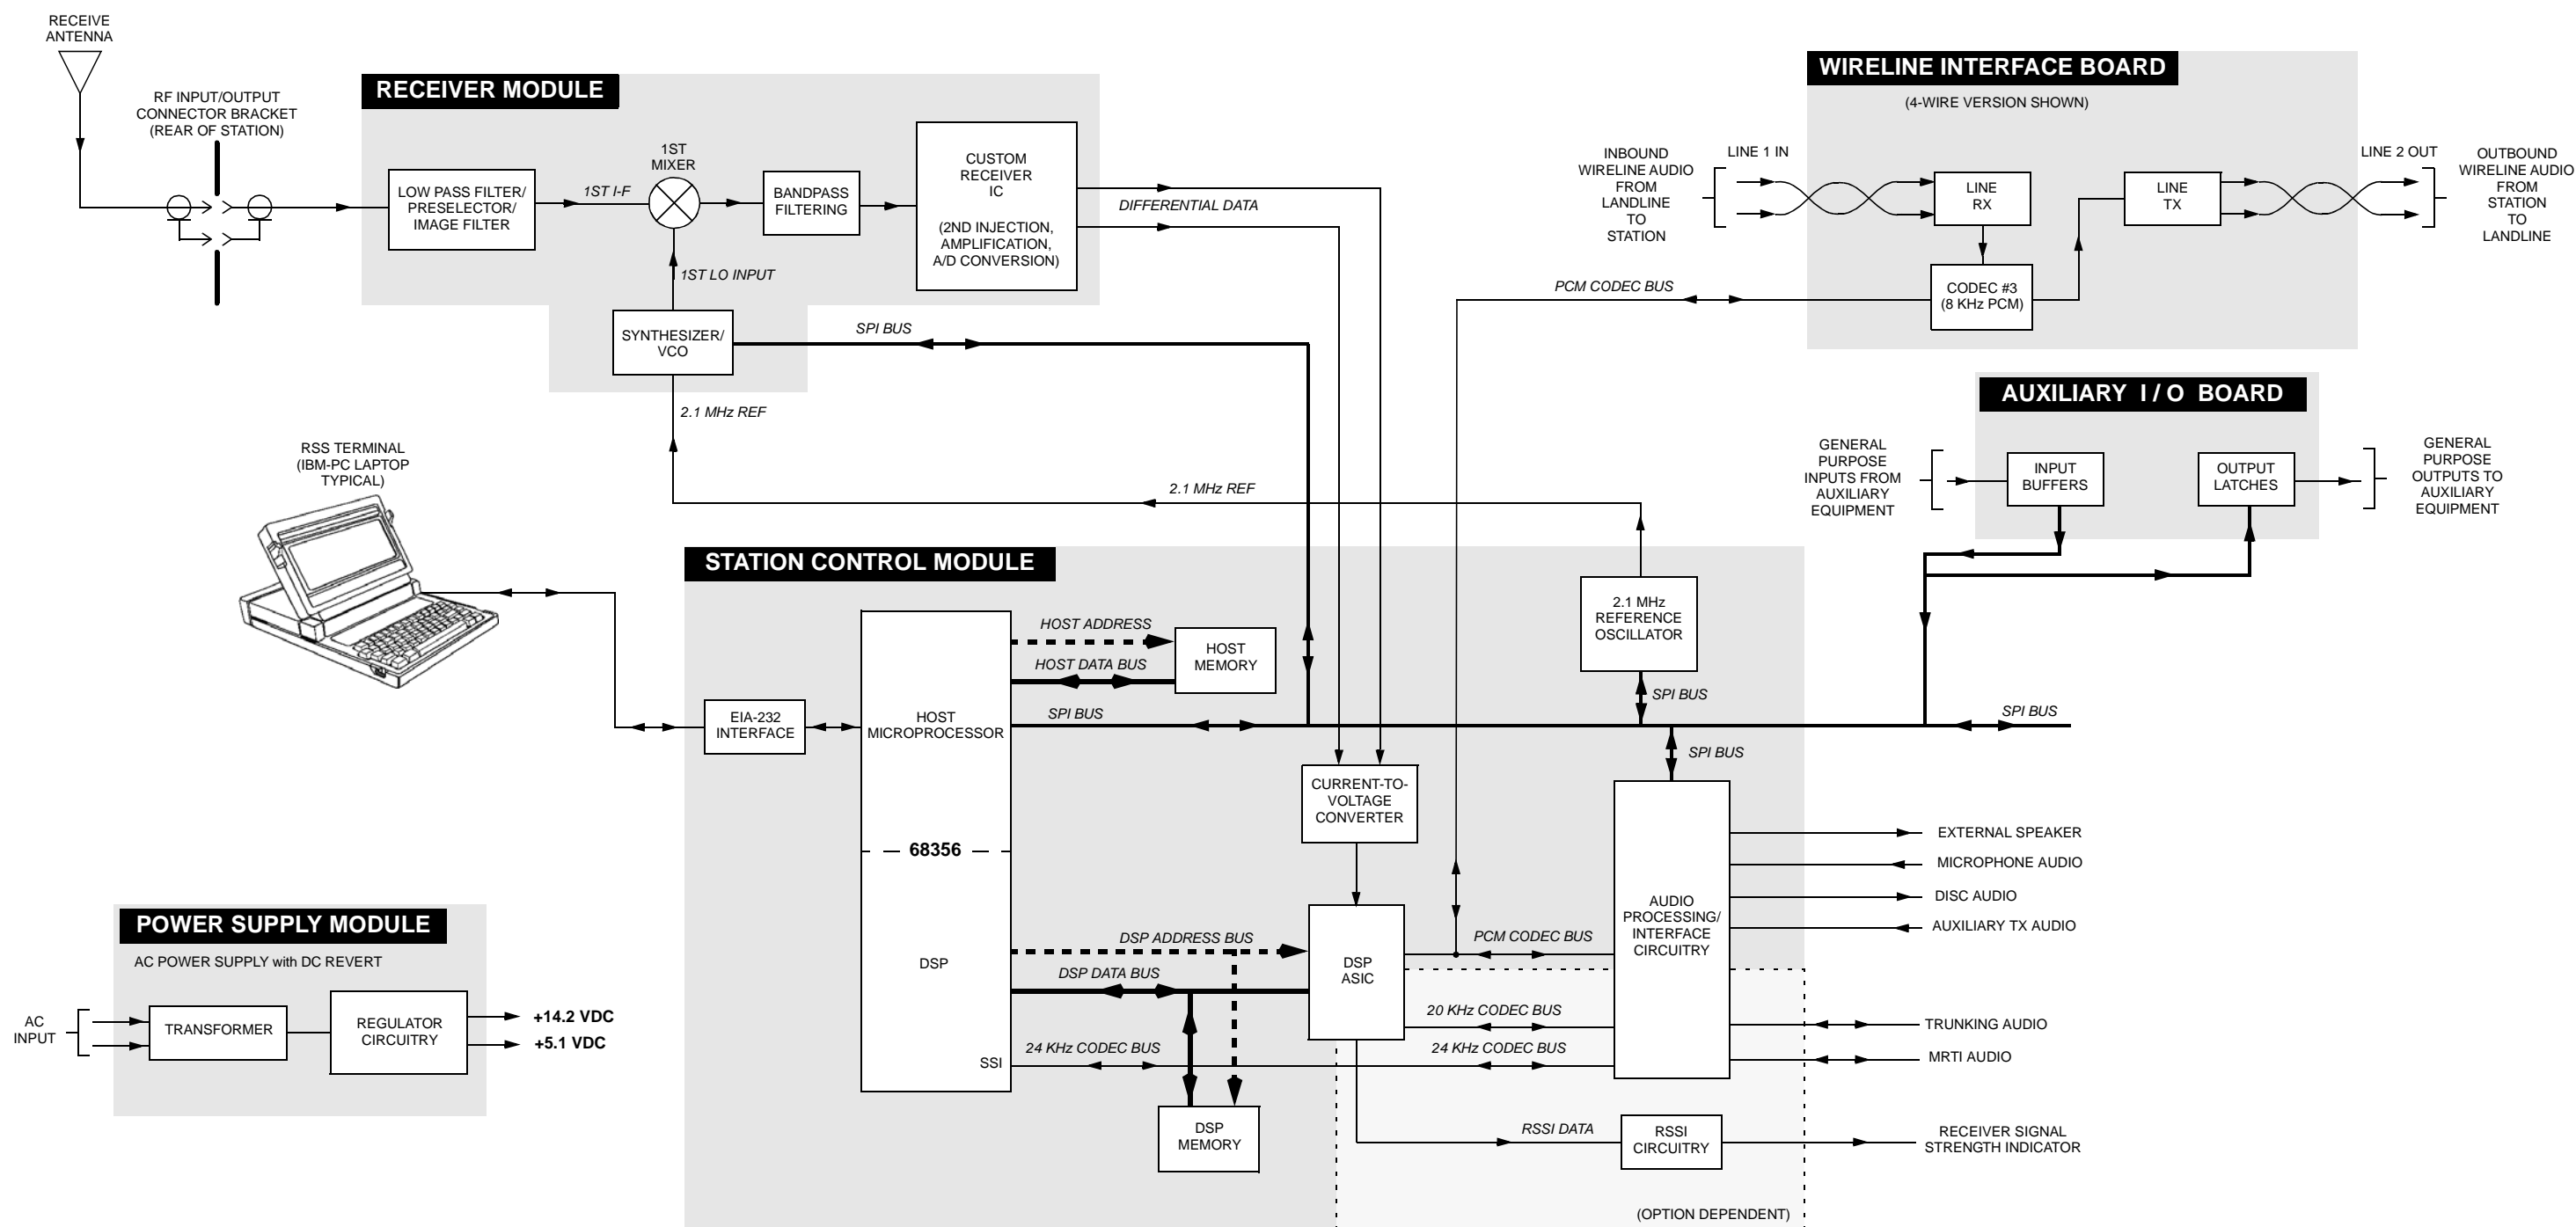 RECEIVE
ANTENNA
RF INPUT/OUTPUT
CONNECTOR BRACKET
(REAR OF STATION)
RECEIVER MODULE
LOW PASS FILTER/
PRESELECTOR/
IMAGE FILTER
1ST I-F
1ST
MIXER
1ST LO INPUT
BANDPASS
FILTERING
CUSTOM
RECEIVER
IC
(2ND INJECTION,
AMPLIFICATION,
A/D CONVERSION)
DIFFERENTIAL DATA
SYNTHESIZER/
VCO
SPI BUS
2.1 MHz REF
2.1 MHz REF
WIRELINE INTERFACE BOARD
(4-WIRE VERSION SHOWN)
INBOUND
WIRELINE AUDIO
FROM
LANDLINE
TO
STATION
LINE 1 IN
LINE
RX
LINE
TX
LINE 2 OUT
OUTBOUND
WIRELINE AUDIO
FROM
STATION
TO
LANDLINE
PCM CODEC BUS
CODEC #3
(8 KHz PCM)
AUXILIARY I / O BOARD
GENERAL
PURPOSE
INPUTS FROM
AUXILIARY
EQUIPMENT
INPUT
BUFFERS
OUTPUT
LATCHES
GENERAL
PURPOSE
OUTPUTS TO
AUXILIARY
EQUIPMENT
RSS TERMINAL
(IBM-PC LAPTOP
TYPICAL)
STATION CONTROL MODULE
EIA-232
INTERFACE
HOST
MICROPROCESSOR
68356
DSP
SSI
HOST ADDRESS
HOST DATA BUS
HOST
MEMORY
SPI BUS
2.1 MHz
REFERENCE
OSCILLATOR
SPI BUS
SPI BUS
SPI BUS
CURRENT-TO-
VOLTAGE
CONVERTER
DSP ADDRESS BUS
DSP DATA BUS
DSP
ASIC
PCM CODEC BUS
20 KHz CODEC BUS
24 KHz CODEC BUS
24 KHz CODEC BUS
DSP
MEMORY
AUDIO
PROCESSING/
INTERFACE
CIRCUITRY
EXTERNAL SPEAKER
MICROPHONE AUDIO
DISC AUDIO
AUXILIARY TX AUDIO
TRUNKING AUDIO
MRTI AUDIO
RSSI DATA
RSSI
CIRCUITRY
RECEIVER SIGNAL
STRENGTH INDICATOR
(OPTION DEPENDENT)
POWER SUPPLY MODULE
AC POWER SUPPLY with DC REVERT
AC
INPUT
TRANSFORMER
REGULATOR
CIRCUITRY
+14.2 VDC
+5.1 VDC